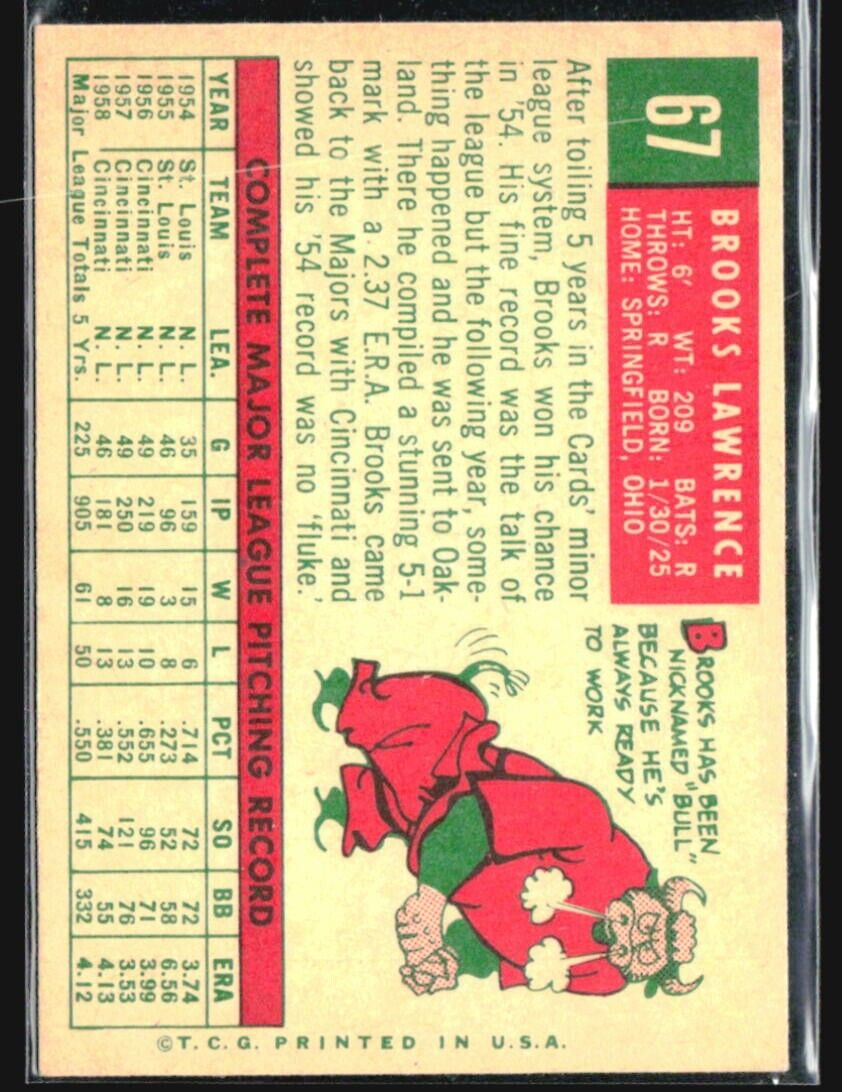 67
BROOKS LAWRENCE
HT: 6' WT: 209 BATS: R
THROWS: R BORN: 1/30/25
HOME: SPRINGFIELD, OHIO
After toiling 5 years in the Cards' minor
league system, Brooks won his chance
in '54. His fine record was the talk of
the league but the following year, some-
thing happened and he was sent to Oak-
land. There he compiled a stunning 5-1
mark with a 2.37 E.R.A. Brooks came
back to the Majors with Cincinnati and
showed his '54 record was no 'fluke.'
BROOKS HAS BEEN
NICKNAMED "BULL"
BECAUSE HE'S
ALWAYS READY
TO WORK
COMPLETE MAJOR LEAGUE PITCHING RECORD
YEAR TEAM LEA. G IP W L PCT SO BB ERA
1954 St. Louis N. L. 35 159 15 6 .714 72 72 3.74
1955 St. Louis N. L. 46 96 3 8 .273 52 58 6.56
1956 Cincinnati N. L. 49 219 19 10 .655 96 71 3.99
1957 Cincinnati N. L. 49 250 16 13 .552 121 76 3.53
1958 Cincinnati N. L. 46 181 8 13 .381 74 55 4.13
Major League Totals 5 Yrs. 225 905 61 50 .550 415 332 4.12
©T.C.G. PRINTED IN U.S.A.